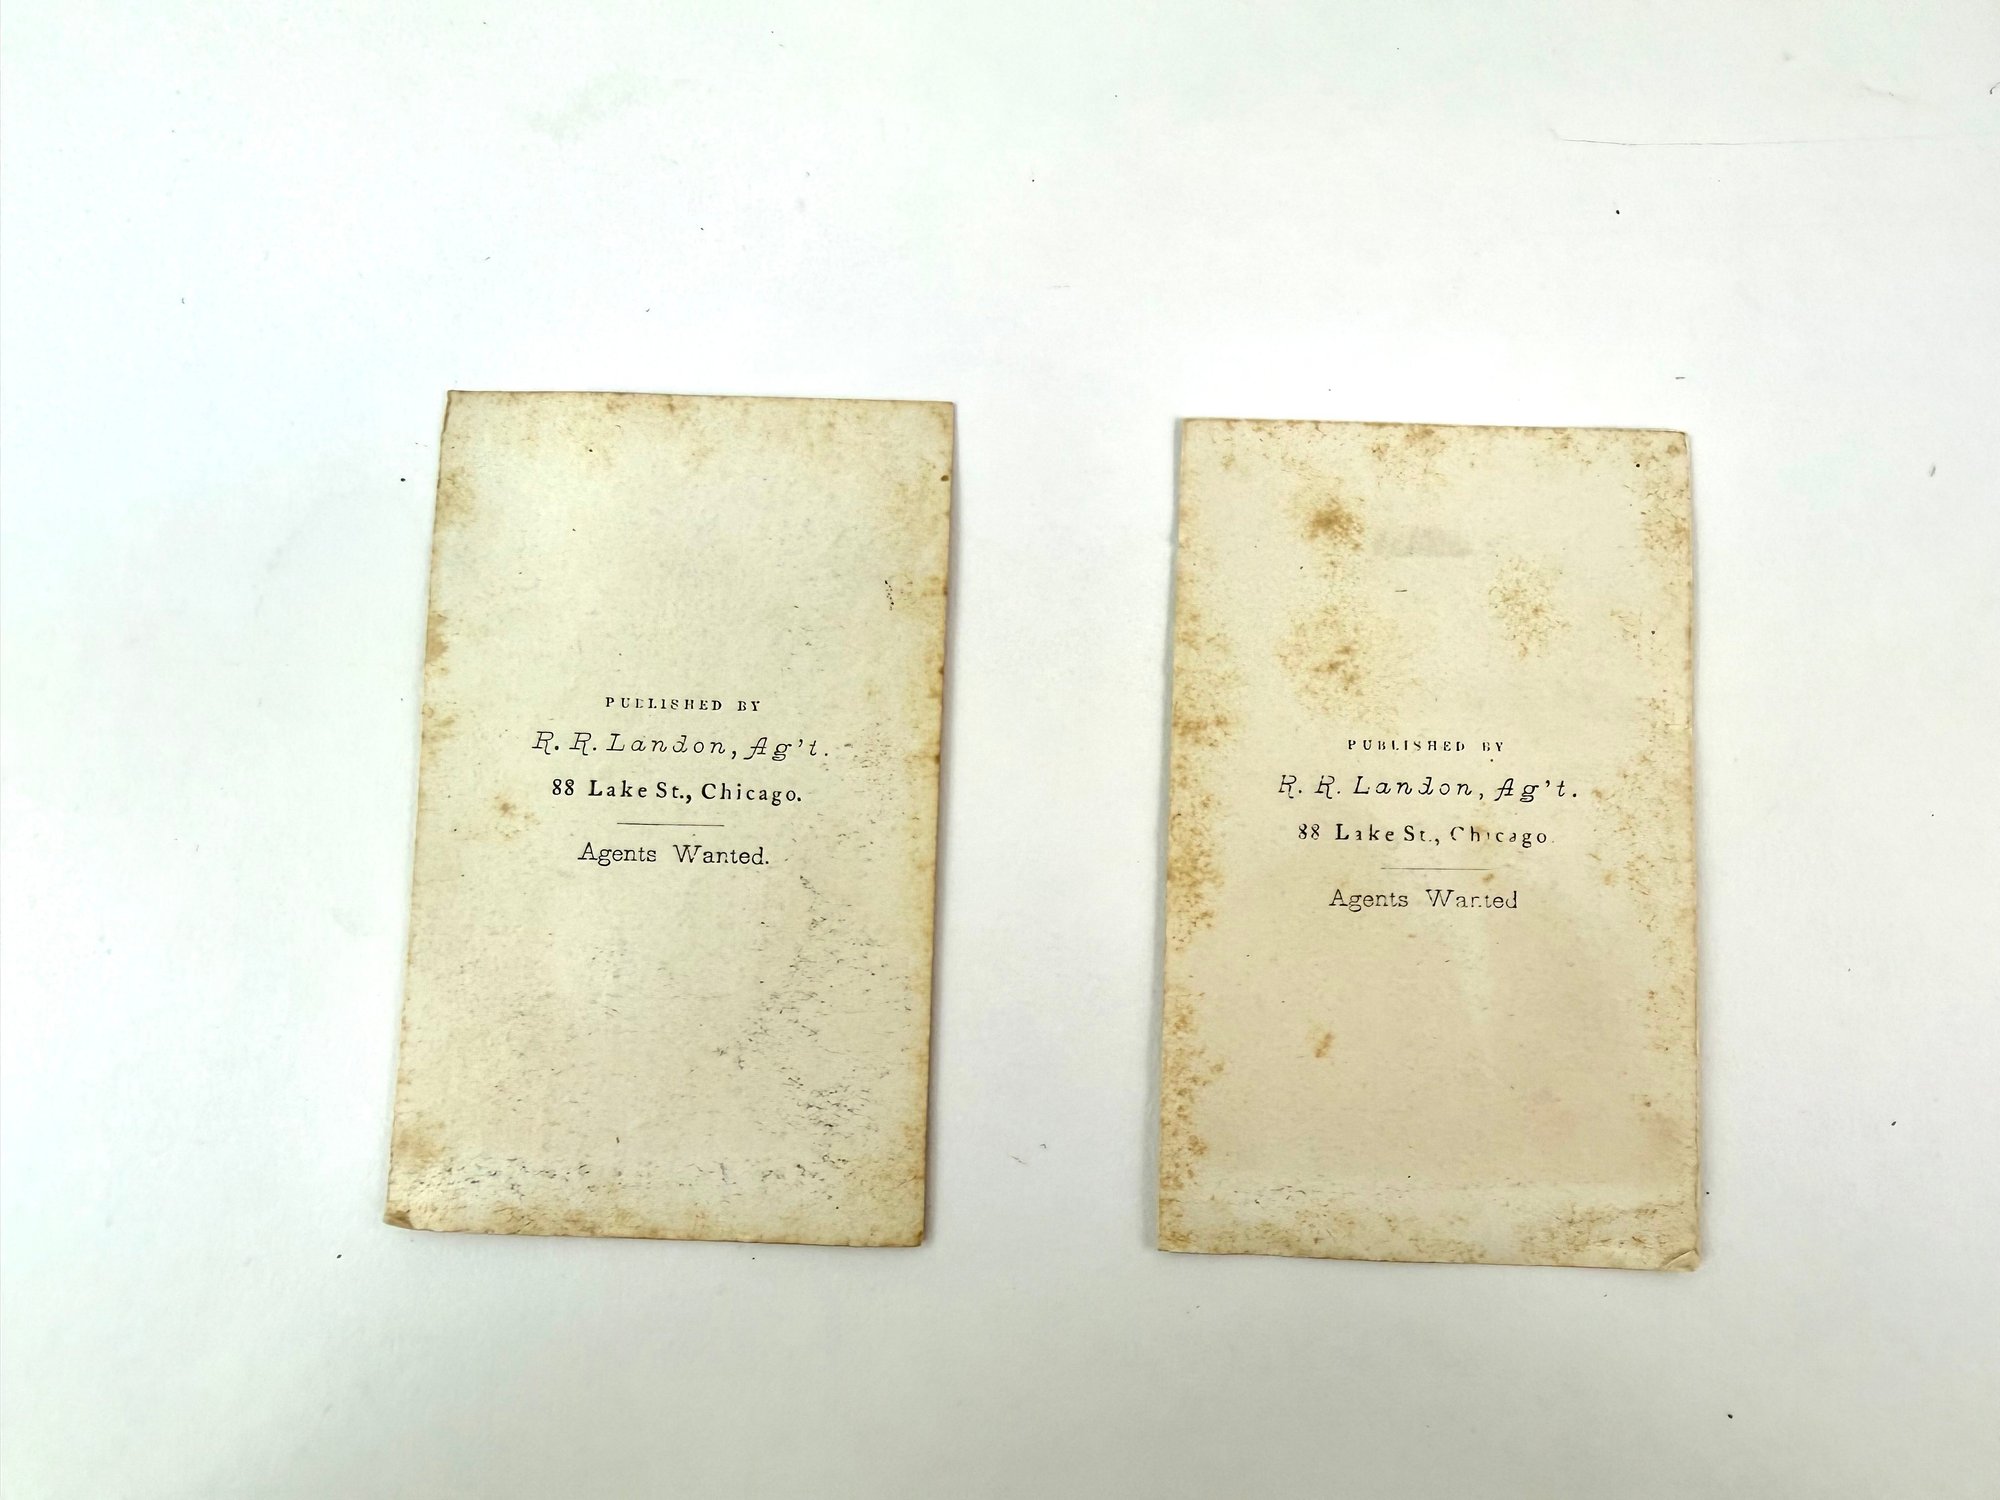 PUBLISHED BY
R. R. Landon, Ag't.
88 Lake St., Chicago.
Agents Wanted.
PUBLISHED BY
R. R. Landon, Ag't.
88 Lake St., Chicago.
Agents Wanted